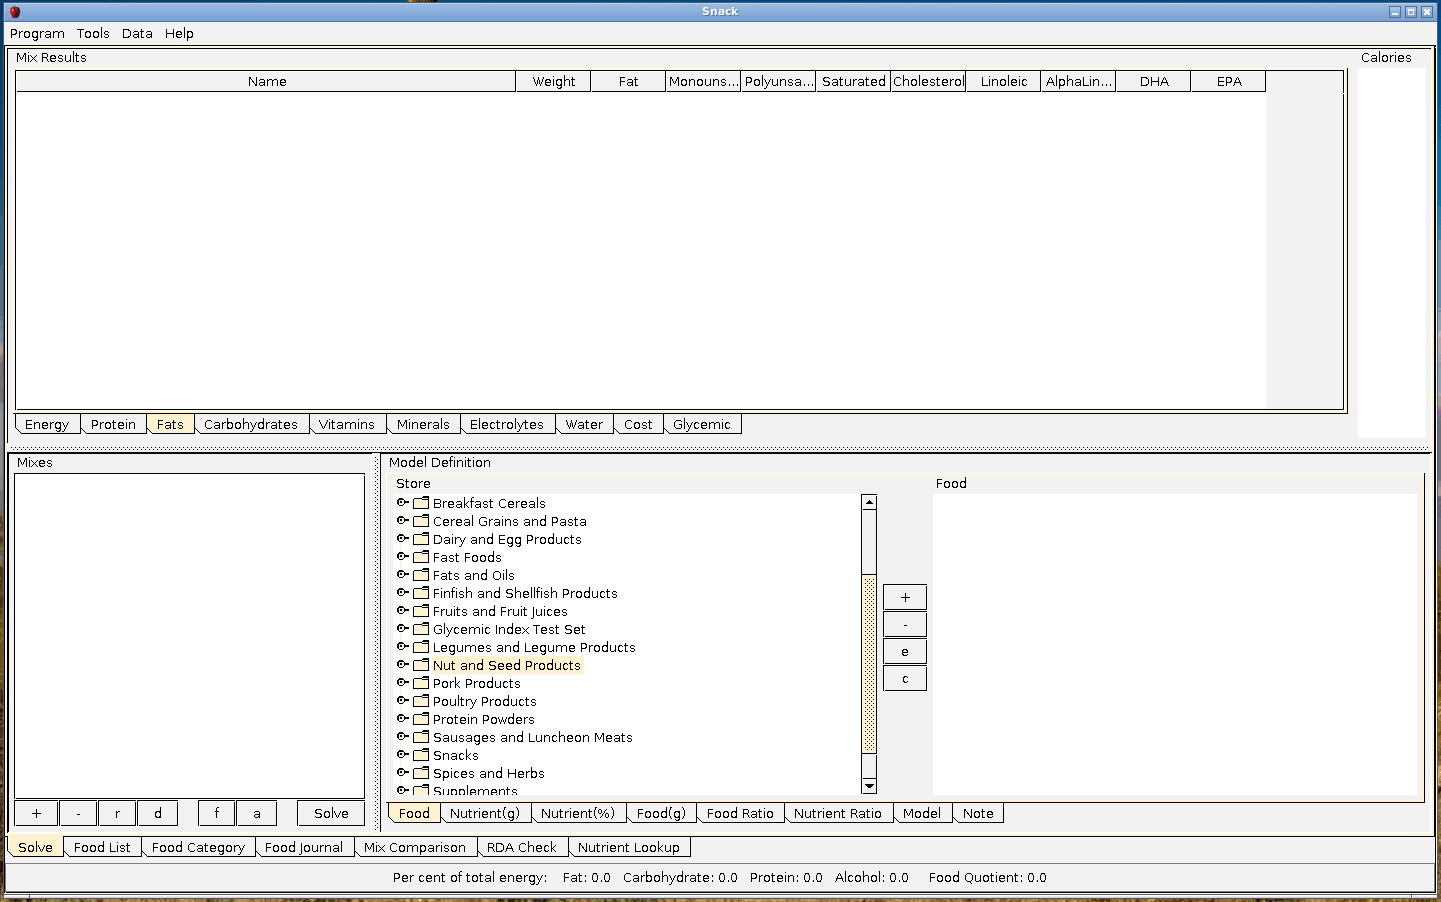 Snack
Program Tools Data Help
Mix Results
Calories
Name Weight Fat Monouns... Polyunsa... Saturated Cholesterol Linoleic AlphaLin... DHA EPA
Energy Protein Fats Carbohydrates Vitamins Minerals Electrolytes Water Cost Glycemic
Mixes
Model Definition
Store
Food
Breakfast Cereals
Cereal Grains and Pasta
Dairy and Egg Products
Fast Foods
Fats and Oils
Finfish and Shellfish Products
Fruits and Fruit Juices
Glycemic Index Test Set
Legumes and Legume Products
Nut and Seed Products
Pork Products
Poultry Products
Protein Powders
Sausages and Luncheon Meats
Snacks
Spices and Herbs
Supplements
+
-
e
c
+ - r d f a Solve
Food Nutrient(g) Nutrient(%) Food(g) Food Ratio Nutrient Ratio Model Note
Solve Food List Food Category Food Journal Mix Comparison RDA Check Nutrient Lookup
Per cent of total energy: Fat: 0.0 Carbohydrate: 0.0 Protein: 0.0 Alcohol: 0.0 Food Quotient: 0.0